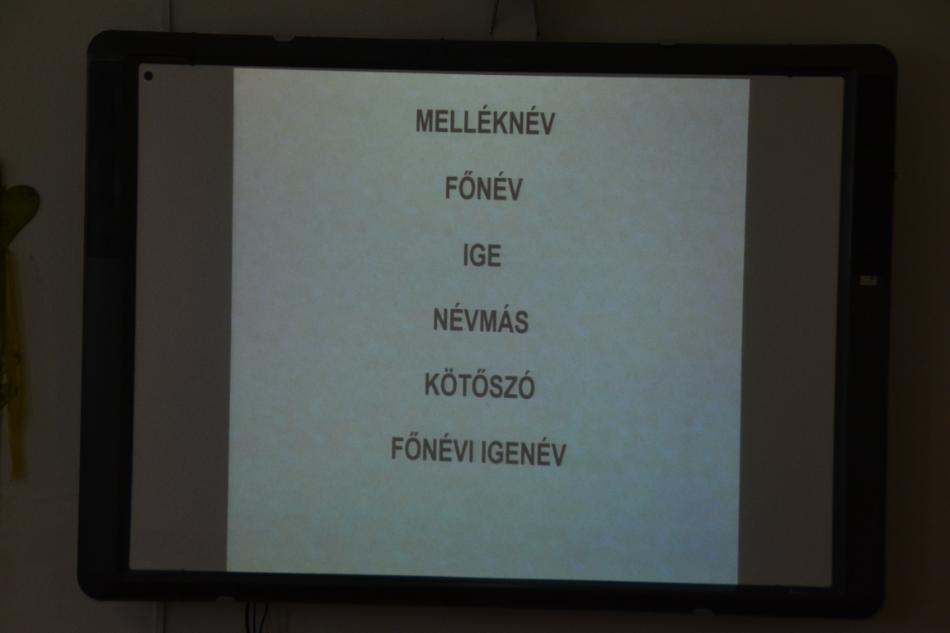 MELLÉKNÉV
FŐNÉV
IGE
NÉVMÁS
KÖTŐSZÓ
FŐNÉVI IGENÉV